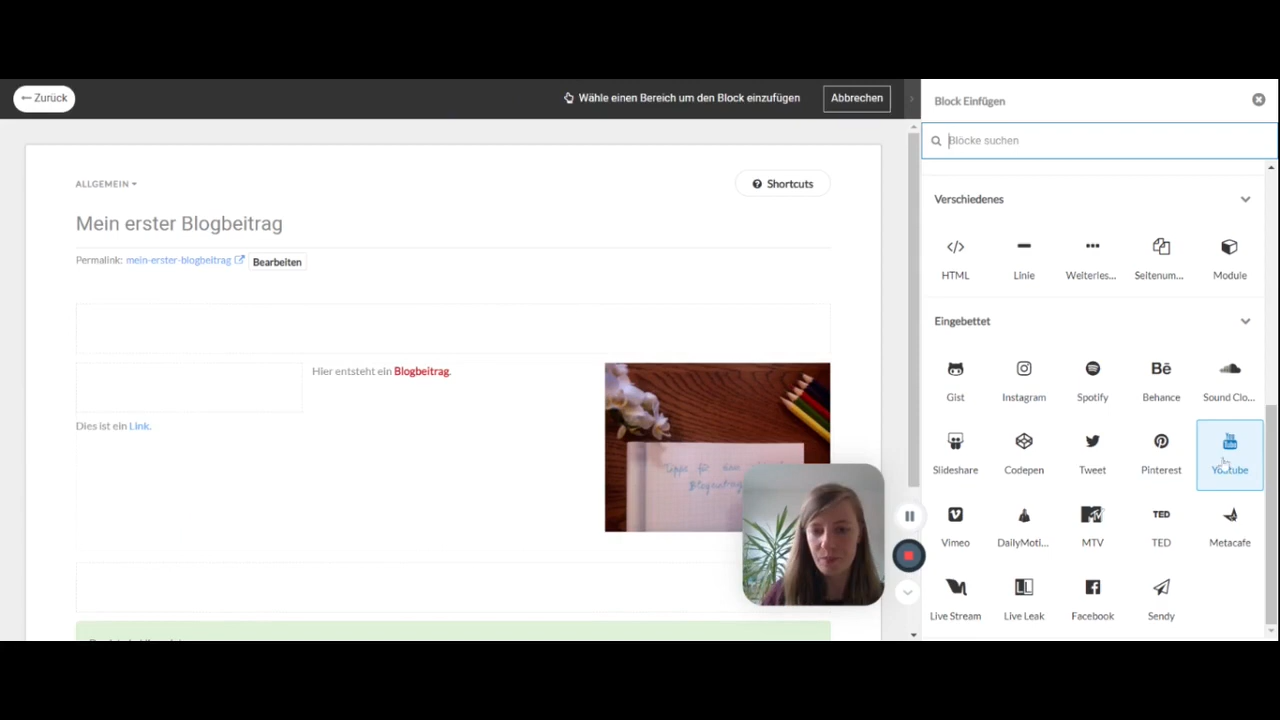 ← Zurück
Wähle einen Bereich um den Block einzufügen
Abbrechen
ALLGEMEIN
Shortcuts
Mein erster Blogbeitrag
Permalink: mein-erster-blogbeitrag
Bearbeiten
Hier entsteht ein Blogbeitrag.
Dies ist ein Link.
Tipps für
Block Einfügen
Blöcke suchen
Verschiedenes
HTML Linie Weiterles... Seitenum... Module
Eingebettet
Gist Instagram Spotify Behance Sound Clo...
Slideshare Codepen Tweet Pinterest Youtube
Vimeo DailyMoti... MTV TED Metacafe
Live Stream Live Leak Facebook Sendy